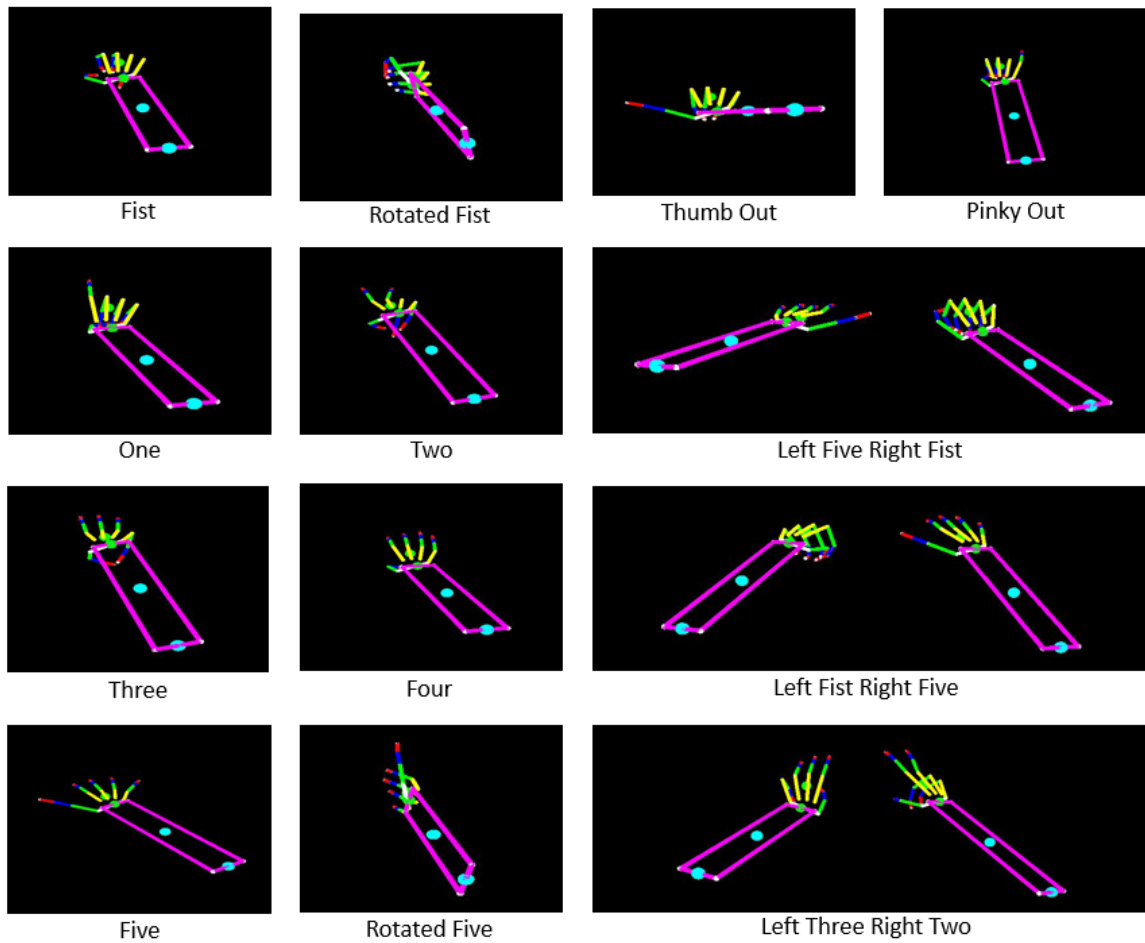 Fist
Rotated Fist
Thumb Out
Pinky Out
One
Two
Left Five Right Fist
Three
Four
Left Fist Right Five
Five
Rotated Five
Left Three Right Two